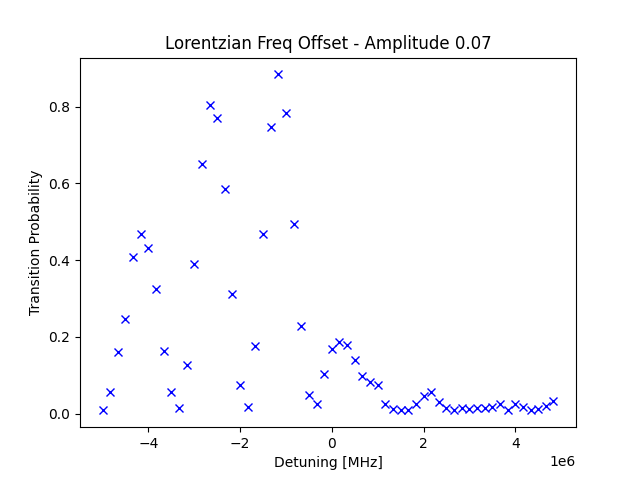 Lorentzian Freq Offset - Amplitude 0.07
Transition Probability
0.8
0.6
0.4
0.2
0.0
−4 −2 0 2 4
1e6
Detuning [MHz]